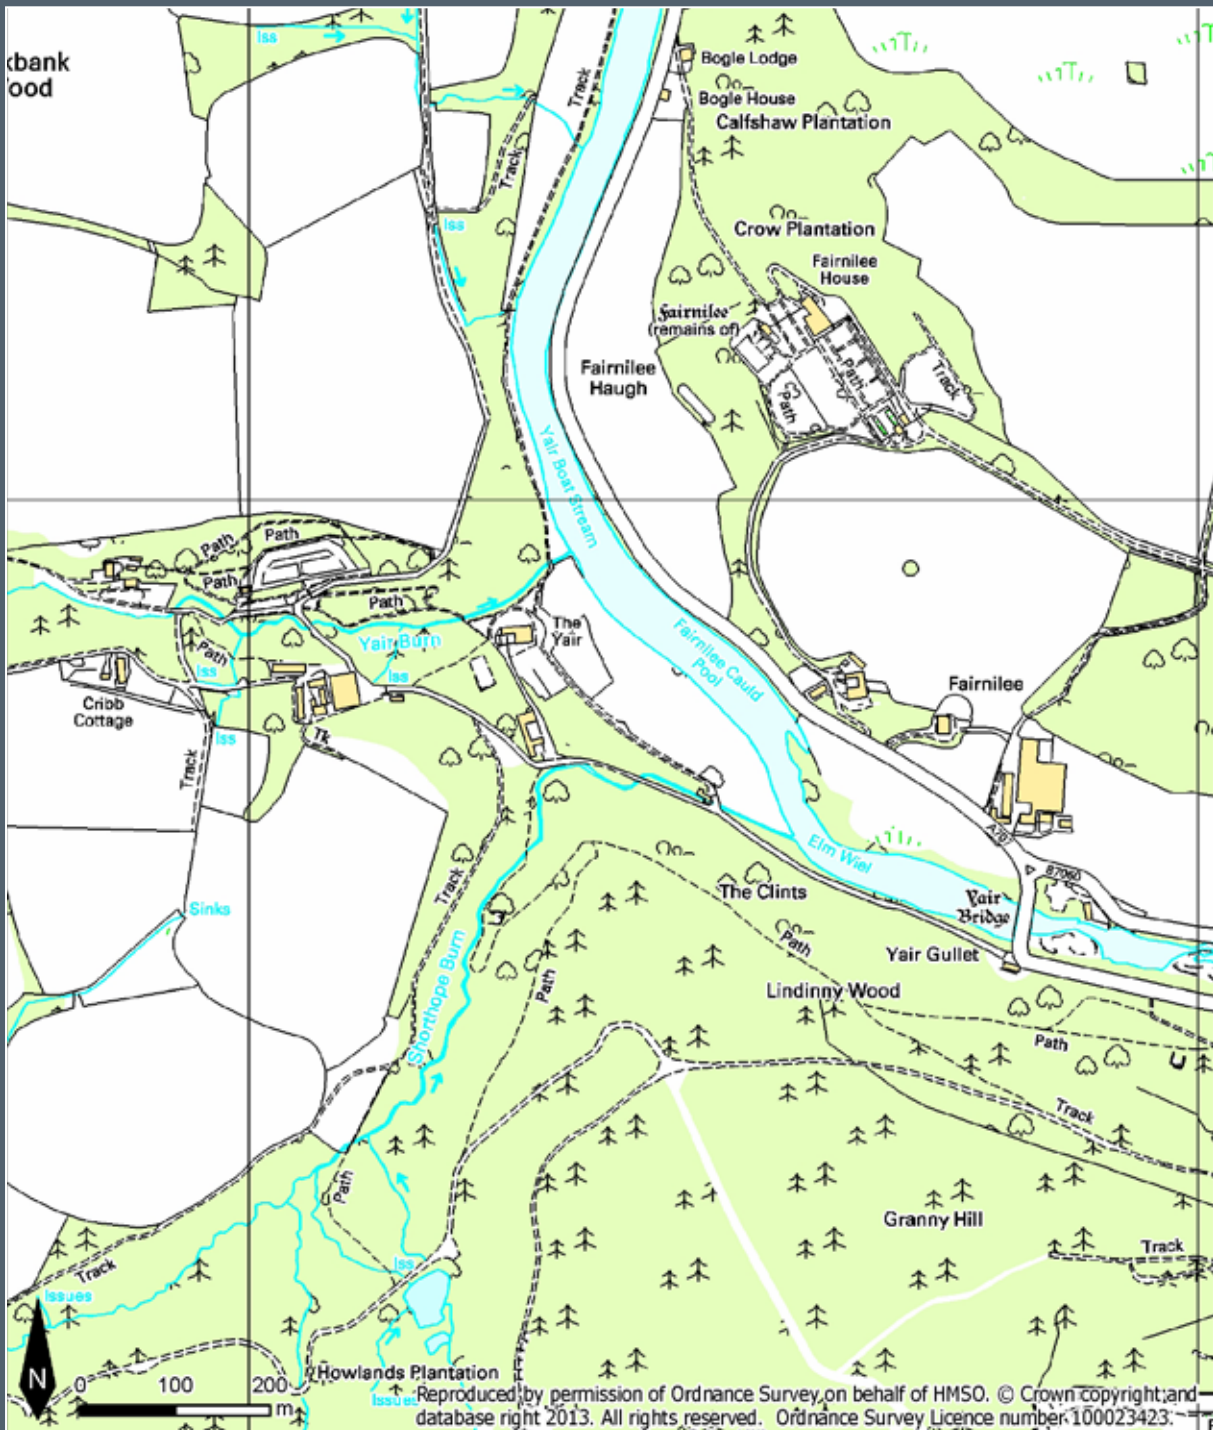 Iss
kbank
ood
Bogle Lodge
Track
Bogle House
Calfshaw Plantation
Track
Iss
Crow Plantation
Fairnilee
House
Fairnilee
(remains of)
Fairnilee
Haugh
Path
Track
Path
Yair Boat Stream
Path
Path
Path
Path
The
Yair
Yair Burn
Fairnilee Cauld
Pool
Path
Iss
Iss
Cribb
Cottage
Fairnilee
Iss
Tk
Track
A707
Elm Wiel
B7060
Track
The Clints
Yair
Bridge
Sinks
Path
Yair Gullet
Path
Shorthope Burn
Lindinny Wood
Path
Track
Path
Granny Hill
Track
Iss
Track
Issues
N
0 100 200
m
Howlands Plantation
Issues
Reproduced by permission of Ordnance Survey on behalf of HMSO. © Crown copyright and
database right 2013. All rights reserved. Ordnance Survey Licence number 100023423.